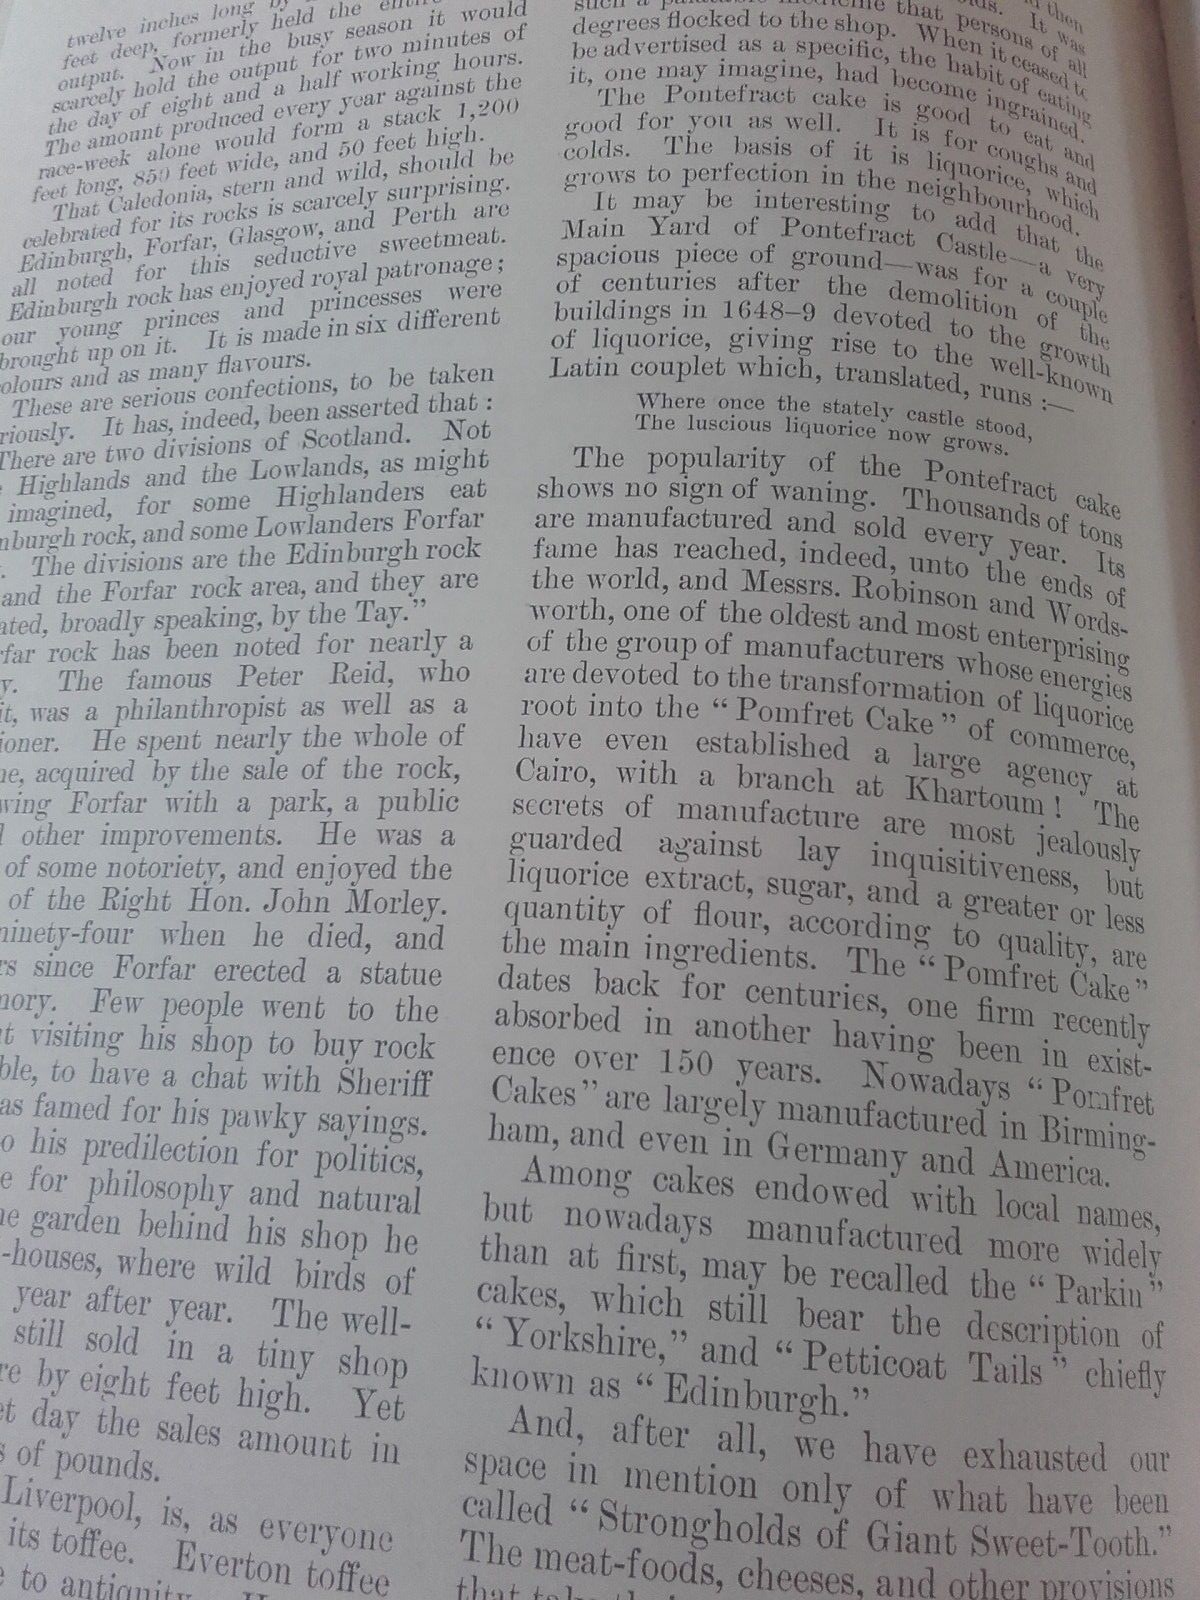 twelve inches long by
feet deep, formerly held the entire
output. Now in the busy season it would
scarcely hold the output for two minutes of
the day of eight and a half working hours.
The amount produced every year against the
race-week alone would form a stack 1,200
feet long, 850 feet wide, and 50 feet high.
That Caledonia, stern and wild, should be
celebrated for its rocks is scarcely surprising.
Edinburgh, Forfar, Glasgow, and Perth are
all noted for this seductive sweetmeat.
Edinburgh rock has enjoyed royal patronage;
our young princes and princesses were
brought up on it. It is made in six different
olours and as many flavours.
These are serious confections, to be taken
riously. It has, indeed, been asserted that :
There are two divisions of Scotland. Not
Highlands and the Lowlands, as might
imagined, for some Highlanders eat
nburgh rock, and some Lowlanders Forfar
. The divisions are the Edinburgh rock
and the Forfar rock area, and they are
ated, broadly speaking, by the Tay.”
far rock has been noted for nearly a
y. The famous Peter Reid, who
it, was a philanthropist as well as a
ioner. He spent nearly the whole of
ne, acquired by the sale of the rock,
wing Forfar with a park, a public
other improvements. He was a
of some notoriety, and enjoyed the
of the Right Hon. John Morley.
ninety-four when he died, and
rs since Forfar erected a statue
mory. Few people went to the
t visiting his shop to buy rock
ble, to have a chat with Sheriff
as famed for his pawky sayings.
o his predilection for politics,
e for philosophy and natural
he garden behind his shop he
-houses, where wild birds of
year after year. The well-
still sold in a tiny shop
re by eight feet high. Yet
et day the sales amount in
s of pounds.
Liverpool, is, as everyone
its toffee. Everton toffee
to antiquity.
such a palatable medicine that persons of all
degrees flocked to the shop. When it ceased to
be advertised as a specific, the habit of eating
it, one may imagine, had become ingrained.
The Pontefract cake is good to eat and
good for you as well. It is for coughs and
colds. The basis of it is liquorice, which
grows to perfection in the neighbourhood.
It may be interesting to add that the
Main Yard of Pontefract Castle—a very
spacious piece of ground—was for a couple
of centuries after the demolition of the
buildings in 1648-9 devoted to the growth
of liquorice, giving rise to the well-known
Latin couplet which, translated, runs :—
Where once the stately castle stood,
The luscious liquorice now grows.
The popularity of the Pontefract cake
shows no sign of waning. Thousands of tons
are manufactured and sold every year. Its
fame has reached, indeed, unto the ends of
the world, and Messrs. Robinson and Words-
worth, one of the oldest and most enterprising
of the group of manufacturers whose energies
are devoted to the transformation of liquorice
root into the “ Pomfret Cake ” of commerce,
have even established a large agency at
Cairo, with a branch at Khartoum ! The
secrets of manufacture are most jealously
guarded against lay inquisitiveness, but
liquorice extract, sugar, and a greater or less
quantity of flour, according to quality, are
the main ingredients. The “ Pomfret Cake ”
dates back for centuries, one firm recently
absorbed in another having been in exist-
ence over 150 years. Nowadays “ Pomfret
Cakes ” are largely manufactured in Birming-
ham, and even in Germany and America.
Among cakes endowed with local names,
but nowadays manufactured more widely
than at first, may be recalled the “ Parkin ”
cakes, which still bear the description of
“ Yorkshire,” and “ Petticoat Tails ” chiefly
known as “ Edinburgh.”
And, after all, we have exhausted our
space in mention only of what have been
called “ Strongholds of Giant Sweet-Tooth.”
The meat-foods, cheeses, and other provisions
that